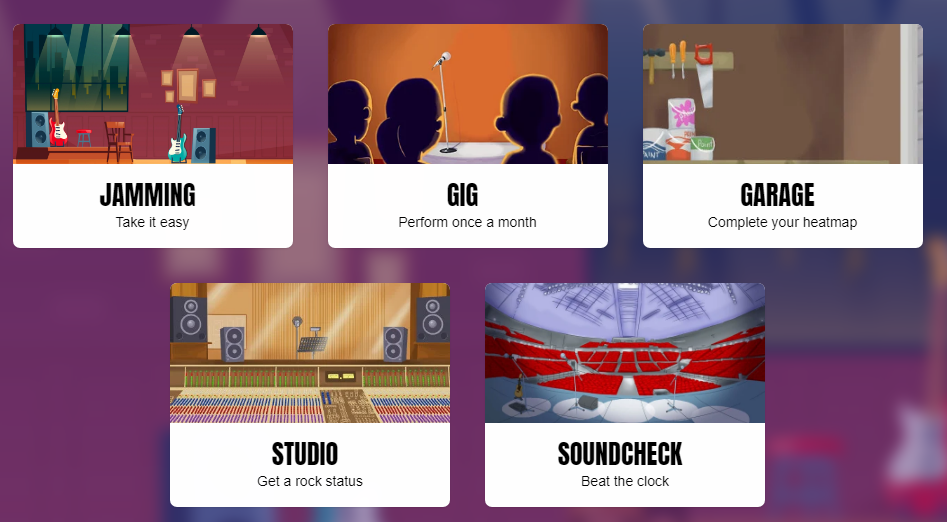 JAMMING
Take it easy
GIG
Perform once a month
GARAGE
Complete your heatmap
STUDIO
Get a rock status
SOUNDCHECK
Beat the clock